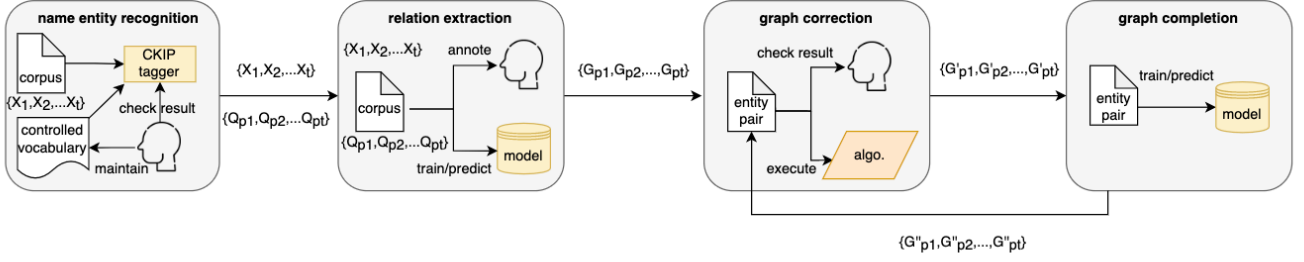 name entity recognition
corpus
{X1,X2,...Xt}
CKIP
tagger
check result
controlled
vocabulary
maintain
{X1,X2,...Xt}
{Qp1,Qp2,...Qpt}
relation extraction
{X1,X2,...Xt}
corpus
{Qp1,Qp2,...Qpt}
annote
train/predict
model
{Gp1,Gp2,...,Gpt}
graph correction
check result
entity
pair
execute
algo.
{G'p1,G'p2,...,G'pt}
graph completion
entity
pair
train/predict
model
{G"p1,G"p2,...,G"pt}